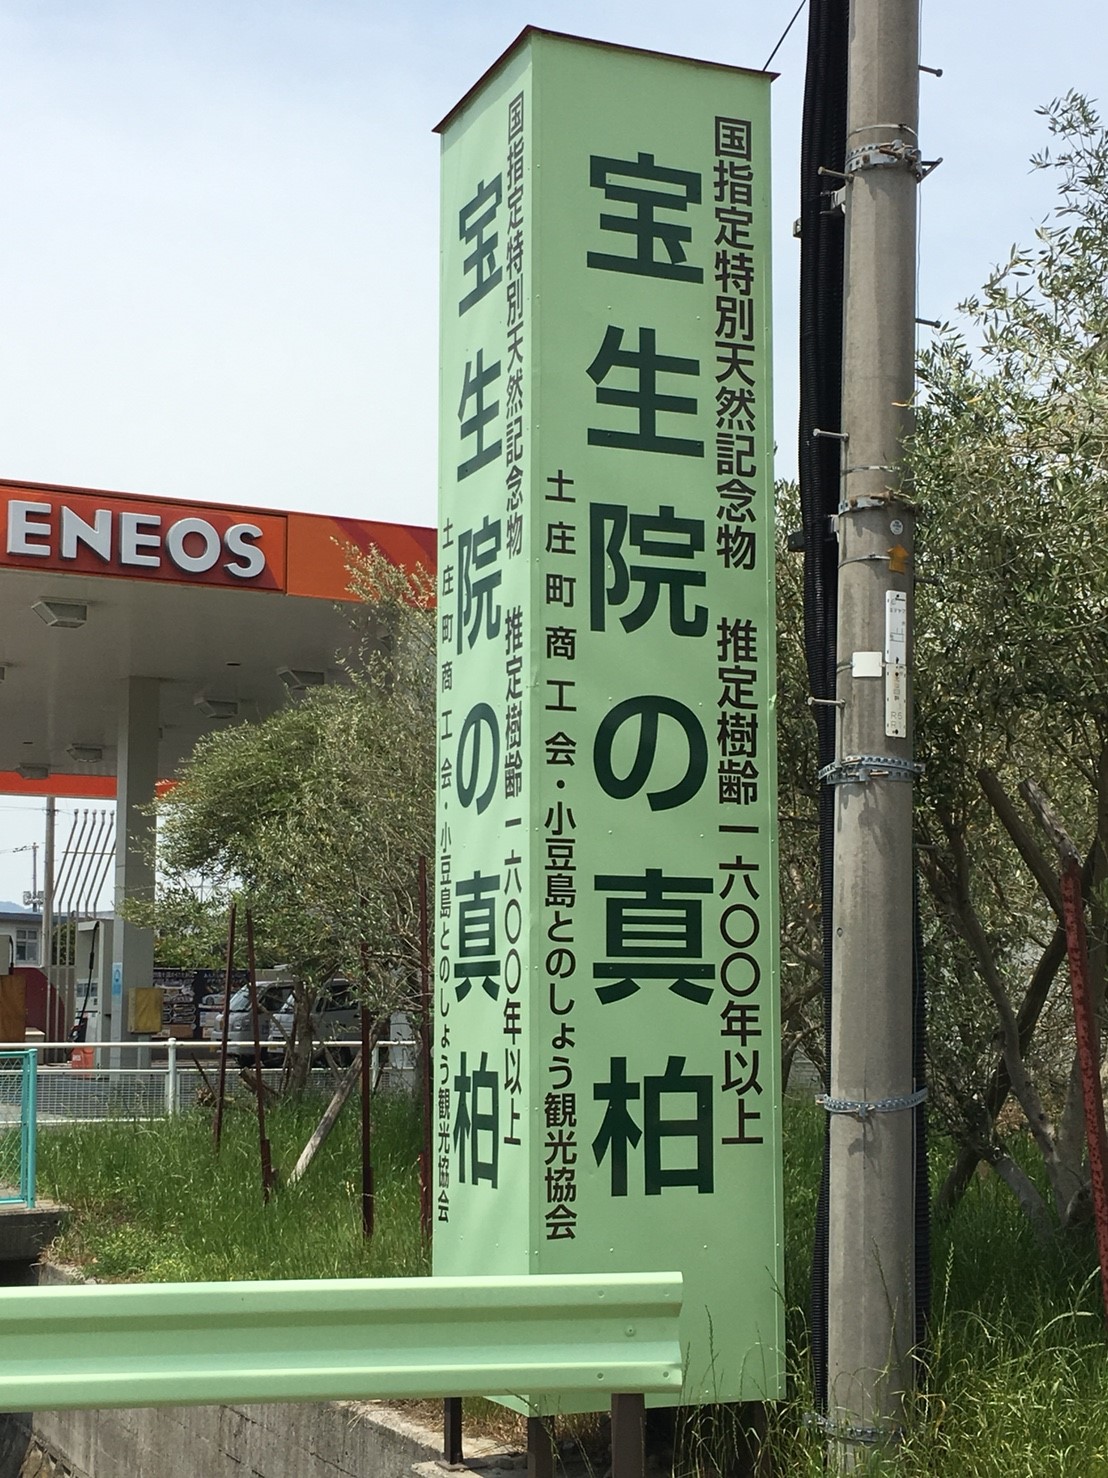 国指定特別天然記念物 推定樹齢一六〇〇年以上
宝生院の真柏
土庄町商工会・小豆島とのしょう観光協会
国指定特別天然記念物 推定樹齢一六〇〇年以上
宝生院の真柏
土庄町商工会・小豆島とのしょう観光協会
ENEOS